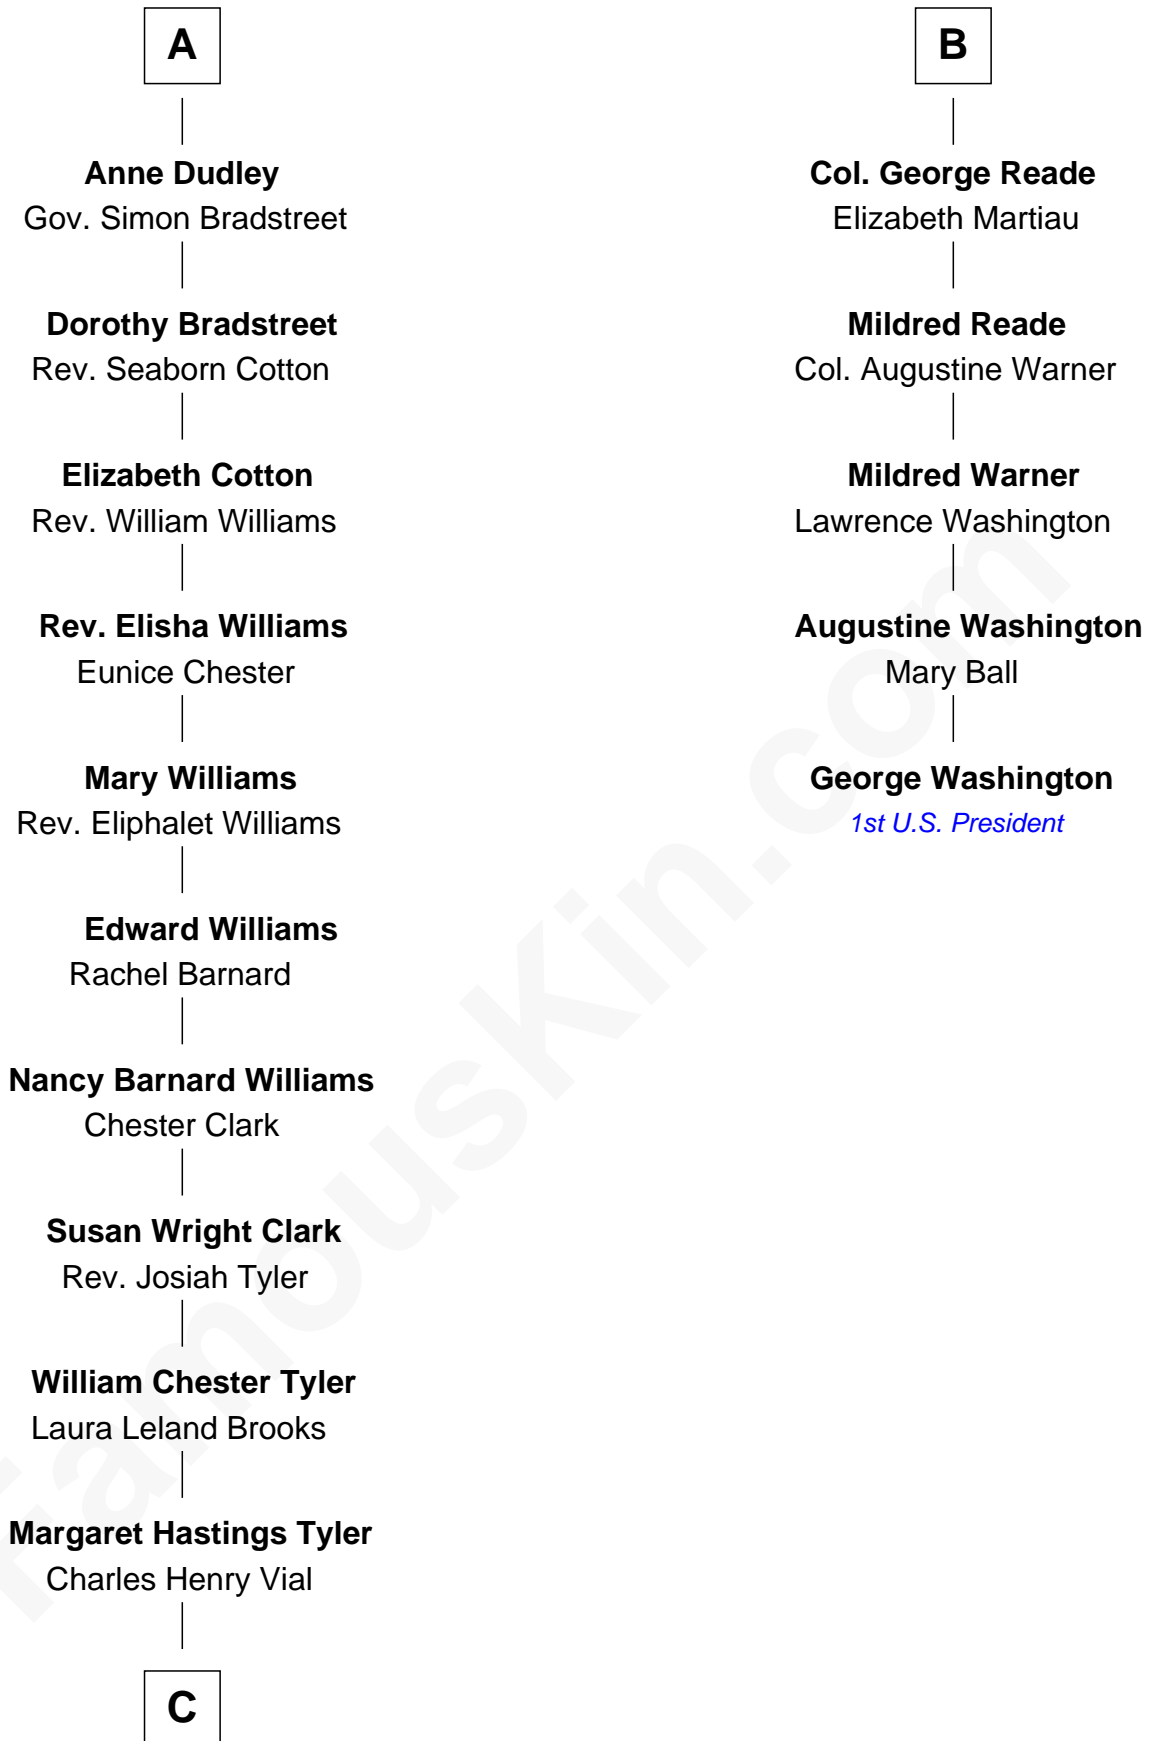 A
Anne Dudley
Gov. Simon Bradstreet
Dorothy Bradstreet
Rev. Seaborn Cotton
Elizabeth Cotton
Rev. William Williams
Rev. Elisha Williams
Eunice Chester
Mary Williams
Rev. Eliphalet Williams
Edward Williams
Rachel Barnard
Nancy Barnard Williams
Chester Clark
Susan Wright Clark
Rev. Josiah Tyler
William Chester Tyler
Laura Leland Brooks
Margaret Hastings Tyler
Charles Henry Vial
C
B
Col. George Reade
Elizabeth Martiau
Mildred Reade
Col. Augustine Warner
Mildred Warner
Lawrence Washington
Augustine Washington
Mary Ball
George Washington
1st U.S. President
FamousKin.com